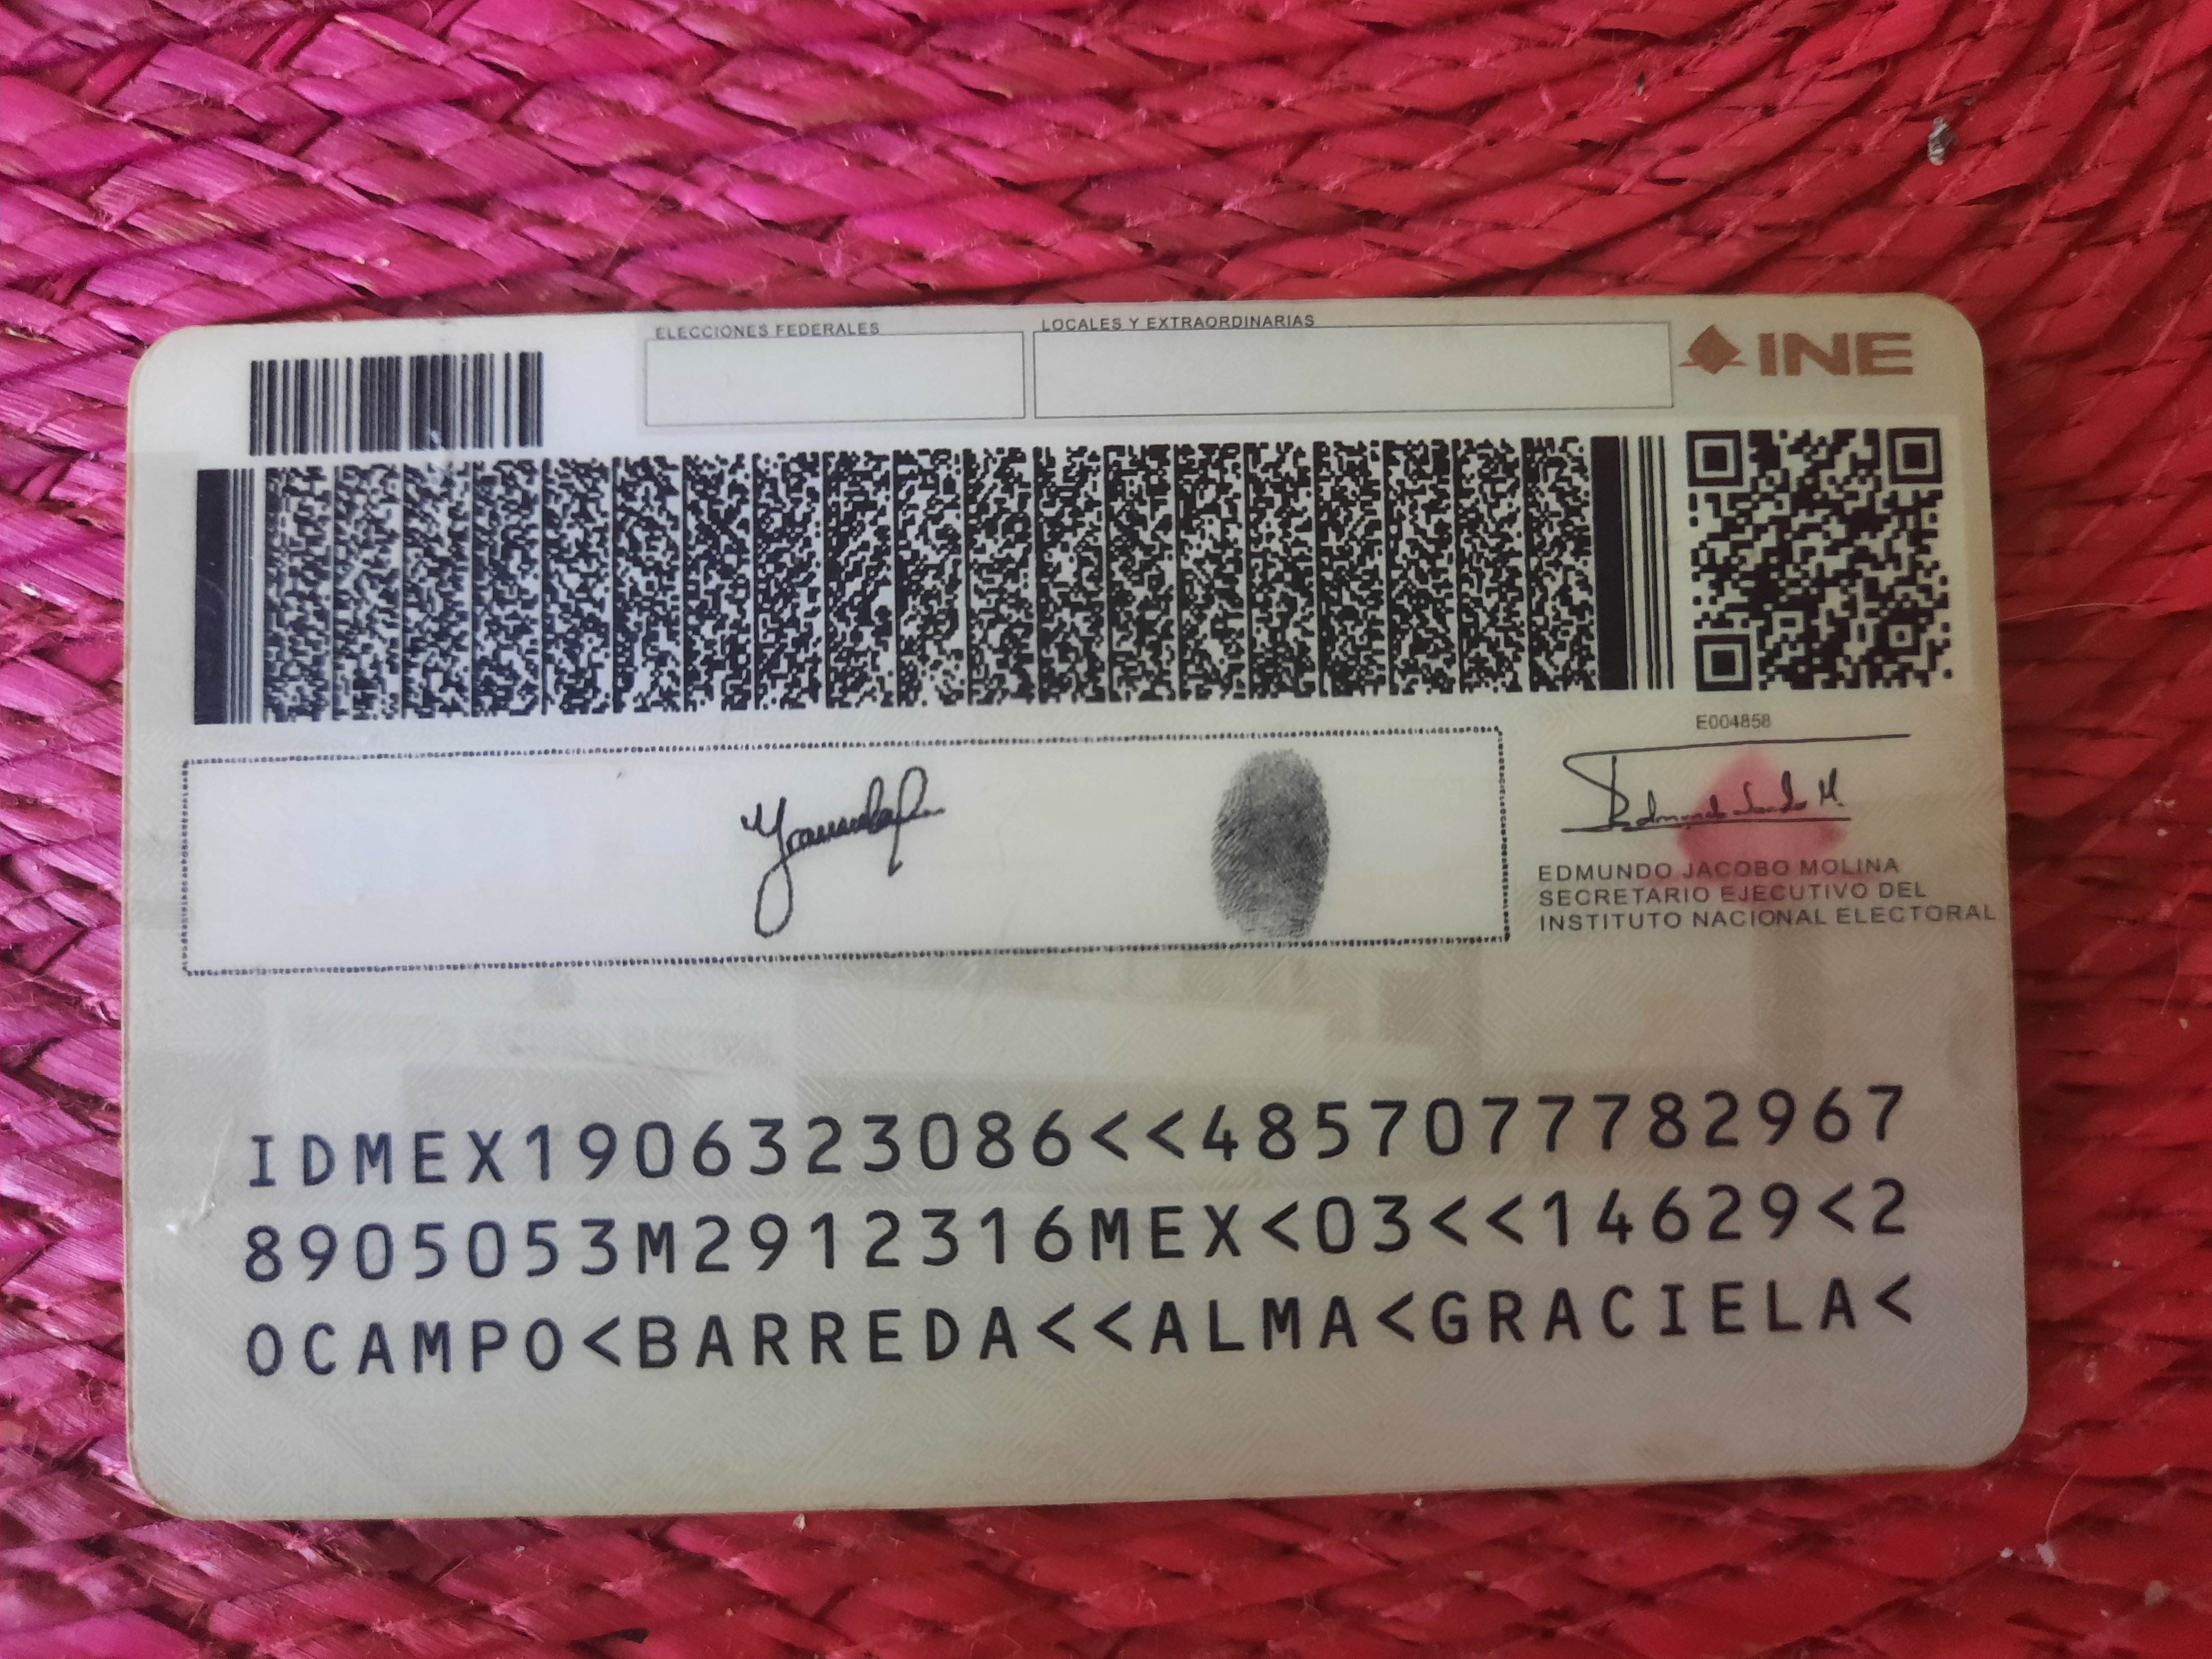 ELECCIONES FEDERALES
LOCALES Y EXTRAORDINARIAS
INE
E004858
EDMUNDO JACOBO MOLINA
SECRETARIO EJECUTIVO DEL
INSTITUTO NACIONAL ELECTORAL
IDMEX1906323086<<4857077782967
8905053M2912316MEX<03<<14629<2
OCAMPO<BARREDA<<ALMA<GRACIELA<